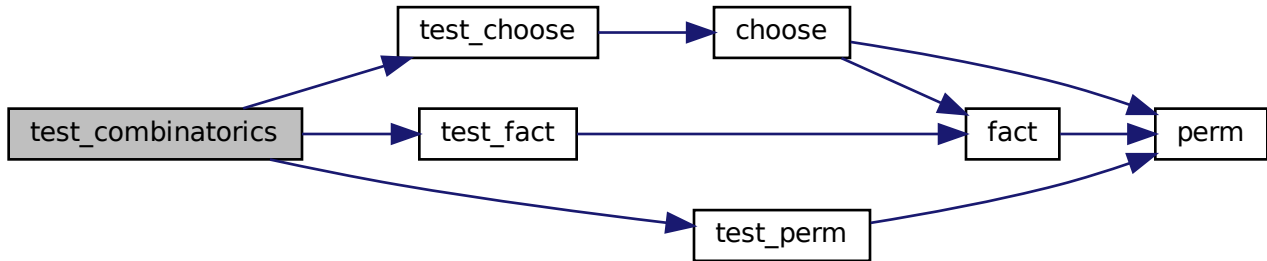 test_choose
choose
test_combinatorics
test_fact
fact
perm
test_perm